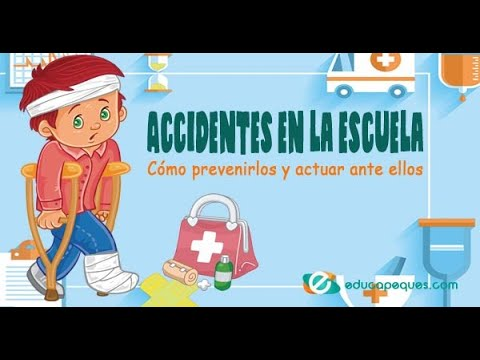 ACCIDENTES EN LA ESCUELA
Cómo prevenirlos y actuar ante ellos
educapeques.com